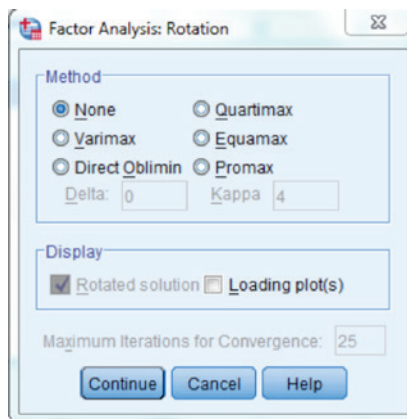 Factor Analysis: Rotation
Method
None Quartimax
Varimax Equamax
Direct Oblimin Promax
Delta: 0 Kappa 4
Display
Rotated solution Loading plot(s)
Maximum Iterations for Convergence: 25
Continue Cancel Help